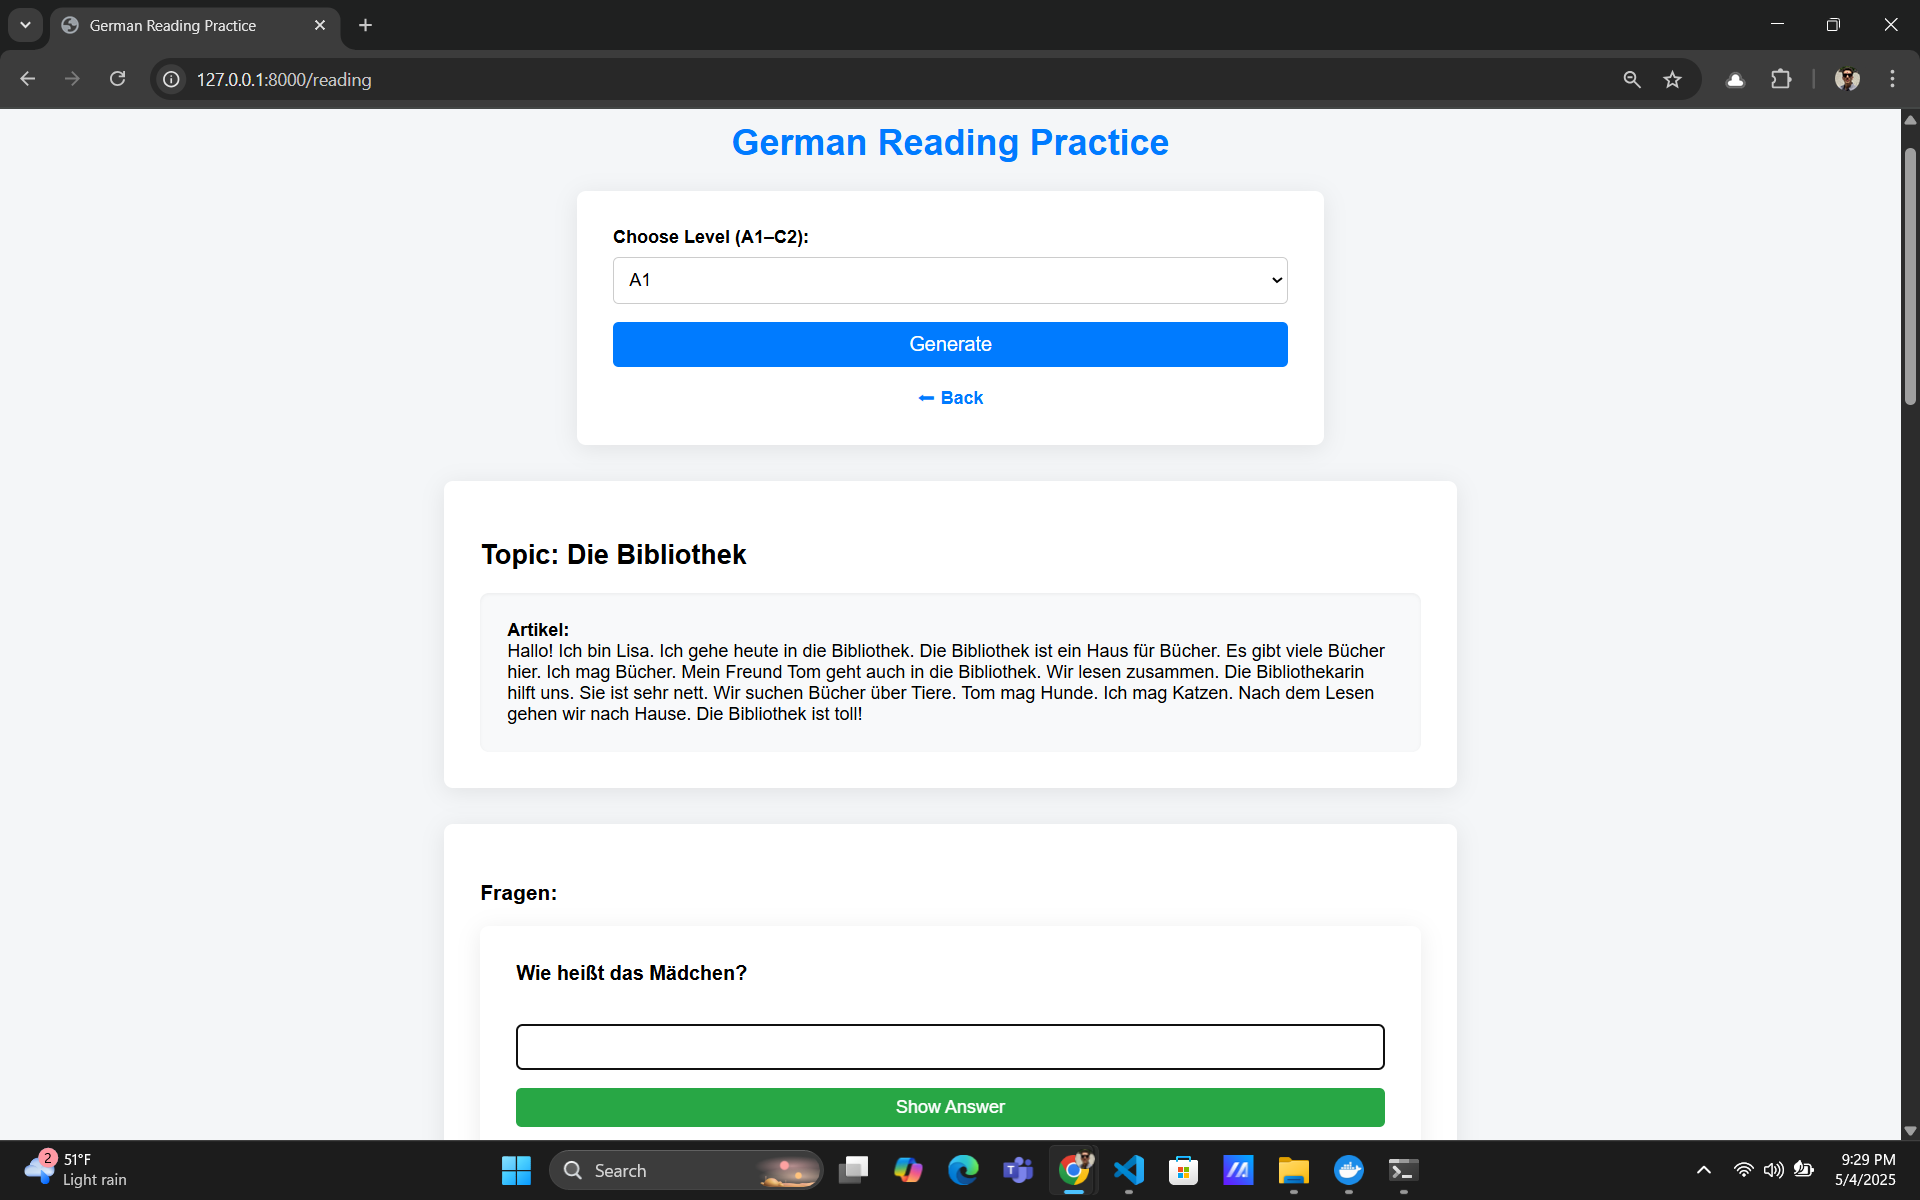 German Reading Practice
127.0.0.1:8000/reading
German Reading Practice
Choose Level (A1–C2):
A1
Generate
⬅ Back
Topic: Die Bibliothek
Artikel:
Hallo! Ich bin Lisa. Ich gehe heute in die Bibliothek. Die Bibliothek ist ein Haus für Bücher. Es gibt viele Bücher
hier. Ich mag Bücher. Mein Freund Tom geht auch in die Bibliothek. Wir lesen zusammen. Die Bibliothekarin
hilft uns. Sie ist sehr nett. Wir suchen Bücher über Tiere. Tom mag Hunde. Ich mag Katzen. Nach dem Lesen
gehen wir nach Hause. Die Bibliothek ist toll!
Fragen:
Wie heißt das Mädchen?
Show Answer
2
51°F
Light rain
Search
9:29 PM
5/4/2025